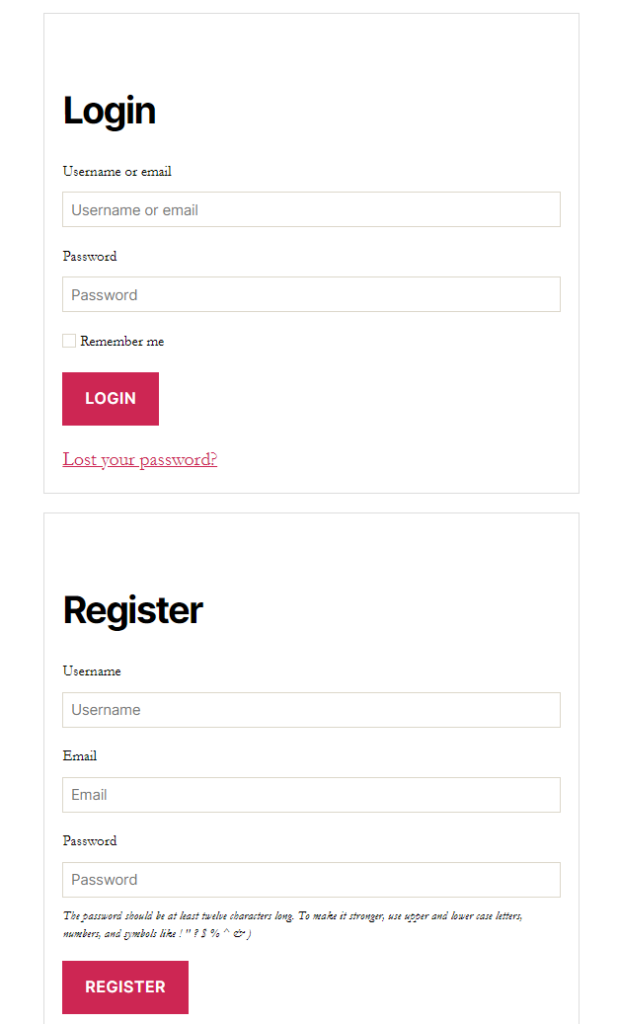 Login
Username or email
Username or email
Password
Password
Remember me
LOGIN
Lost your password?
Register
Username
Username
Email
Email
Password
Password
The password should be at least twelve characters long. To make it stronger, use upper and lower case letters,
numbers, and symbols like ! " ? $ % ^ & )
REGISTER